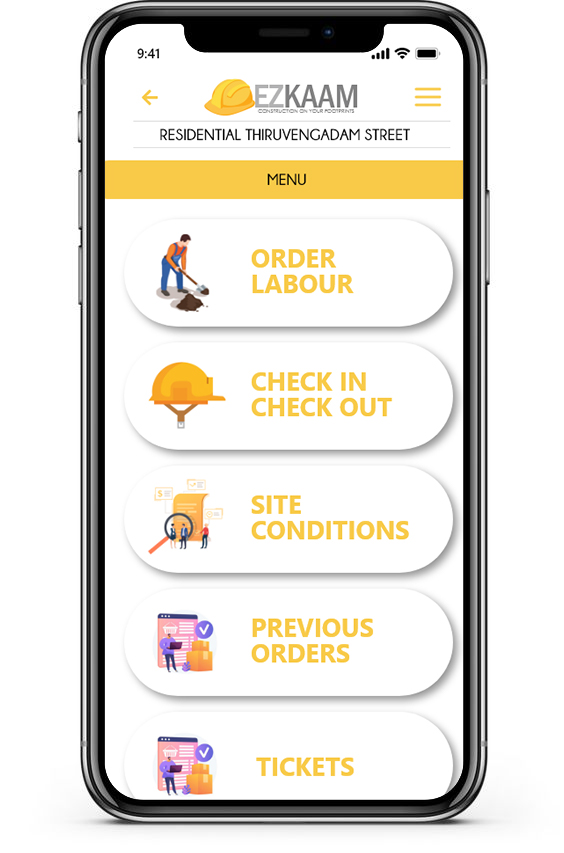 9:41
EZKAAM
CONSTRUCTION ON YOUR FOOTPRINTS
RESIDENTIAL THIRUVENGADAM STREET
MENU
ORDER
LABOUR
CHECK IN
CHECK OUT
SITE
CONDITIONS
PREVIOUS
ORDERS
TICKETS